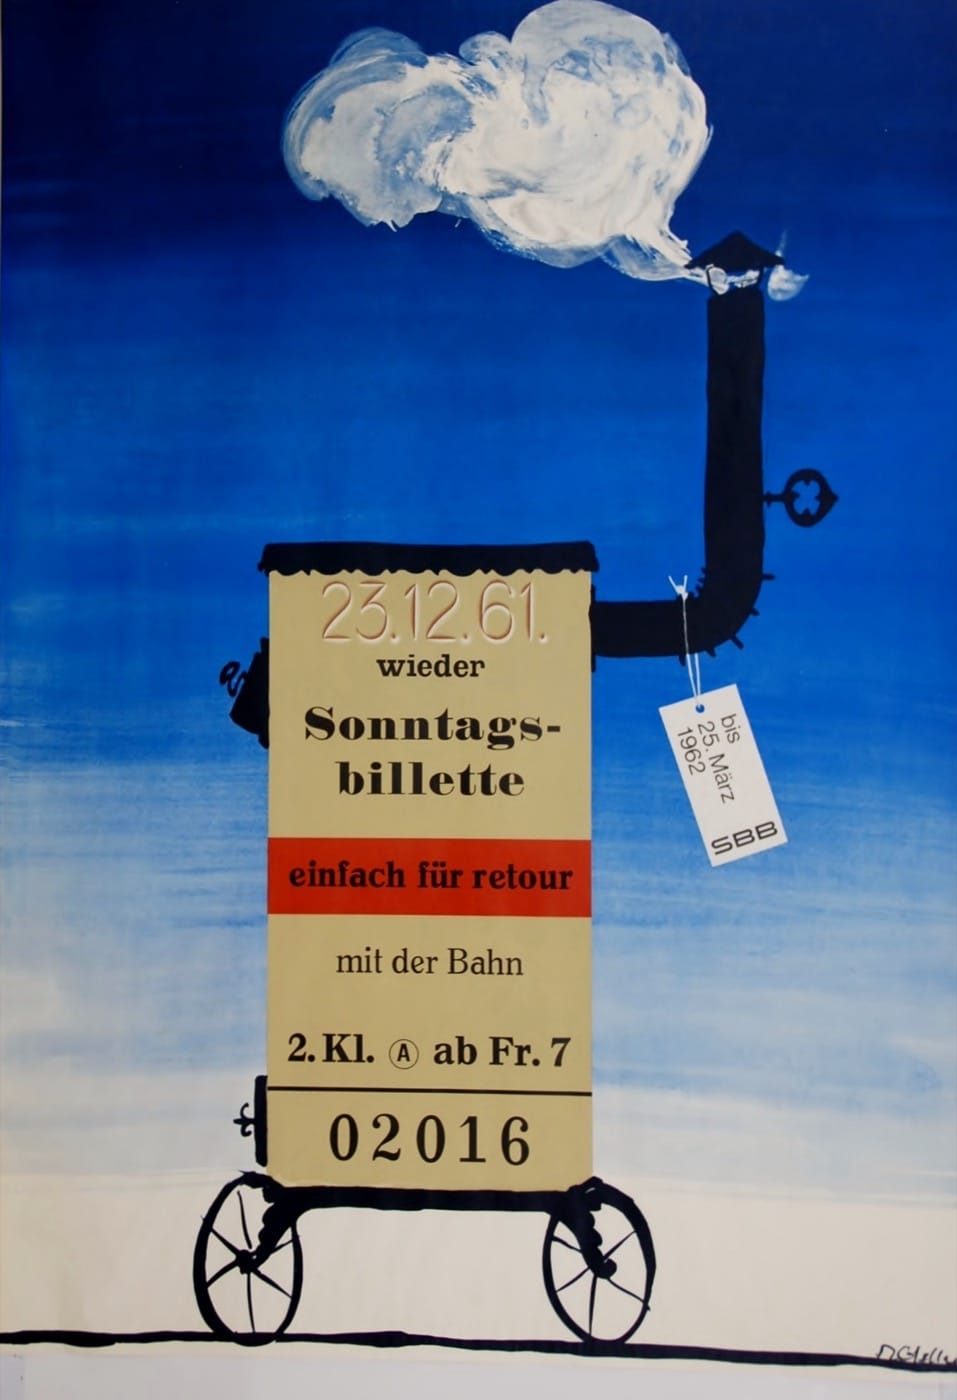 23.12.61.
wieder
Sonntags-
billette
einfach für retour
mit der Bahn
2. Kl. Ⓐ ab Fr. 7
02016
bis
25. März
1962
SBB